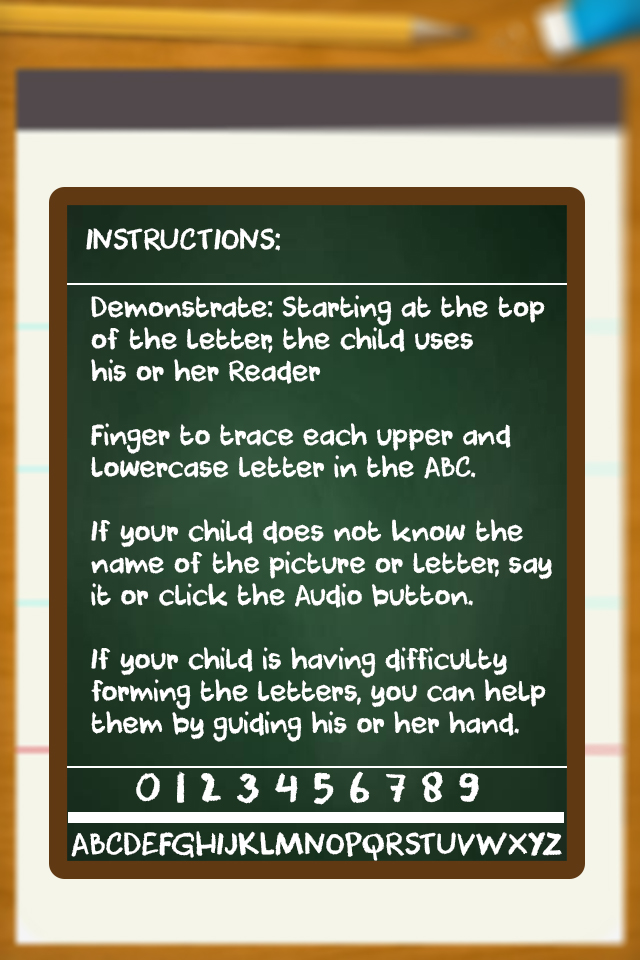 INSTRUCTIONS:
Demonstrate: Starting at the top
of the letter, the child uses
his or her Reader
Finger to trace each upper and
lowercase letter in the ABC.
If your child does not know the
name of the picture or letter, say
it or click the Audio button.
If your child is having difficulty
forming the letters, you can help
them by guiding his or her hand.
0 1 2 3 4 5 6 7 8 9
ABCDEFGHIJKLMNOPQRSTUVWXYZ